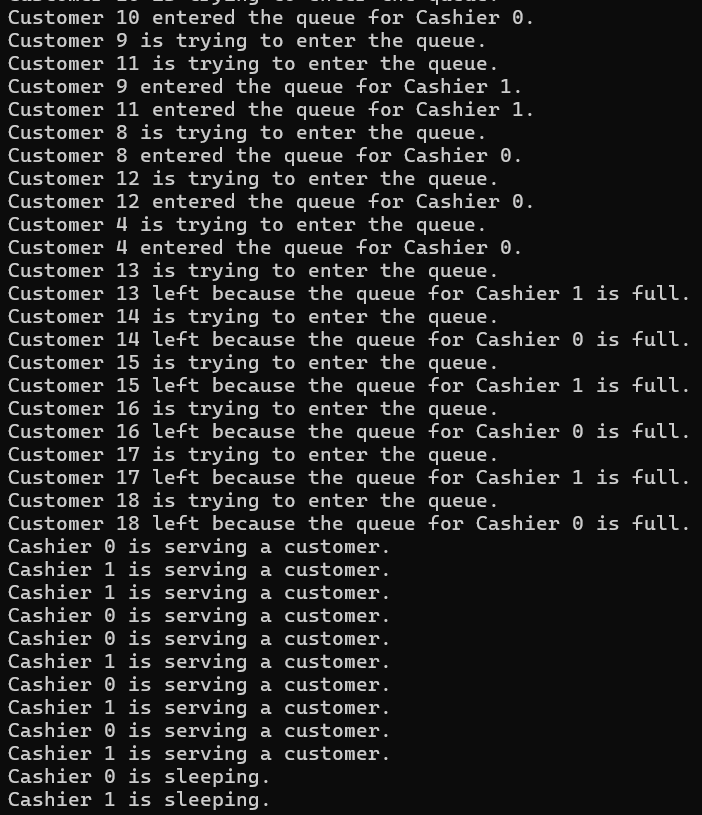 Customer 10 is trying to enter the queue.
Customer 10 entered the queue for Cashier 0.
Customer 9 is trying to enter the queue.
Customer 11 is trying to enter the queue.
Customer 9 entered the queue for Cashier 1.
Customer 11 entered the queue for Cashier 1.
Customer 8 is trying to enter the queue.
Customer 8 entered the queue for Cashier 0.
Customer 12 is trying to enter the queue.
Customer 12 entered the queue for Cashier 0.
Customer 4 is trying to enter the queue.
Customer 4 entered the queue for Cashier 0.
Customer 13 is trying to enter the queue.
Customer 13 left because the queue for Cashier 1 is full.
Customer 14 is trying to enter the queue.
Customer 14 left because the queue for Cashier 0 is full.
Customer 15 is trying to enter the queue.
Customer 15 left because the queue for Cashier 1 is full.
Customer 16 is trying to enter the queue.
Customer 16 left because the queue for Cashier 0 is full.
Customer 17 is trying to enter the queue.
Customer 17 left because the queue for Cashier 1 is full.
Customer 18 is trying to enter the queue.
Customer 18 left because the queue for Cashier 0 is full.
Cashier 0 is serving a customer.
Cashier 1 is serving a customer.
Cashier 1 is serving a customer.
Cashier 0 is serving a customer.
Cashier 0 is serving a customer.
Cashier 1 is serving a customer.
Cashier 0 is serving a customer.
Cashier 1 is serving a customer.
Cashier 0 is serving a customer.
Cashier 1 is serving a customer.
Cashier 0 is sleeping.
Cashier 1 is sleeping.